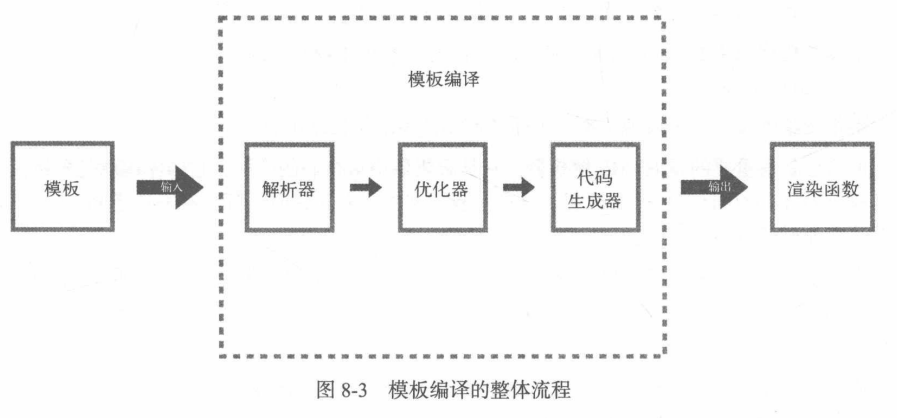 模板编译
模板
输入
解析器
优化器
代码
生成器
输出
渲染函数
图 8-3 模板编译的整体流程